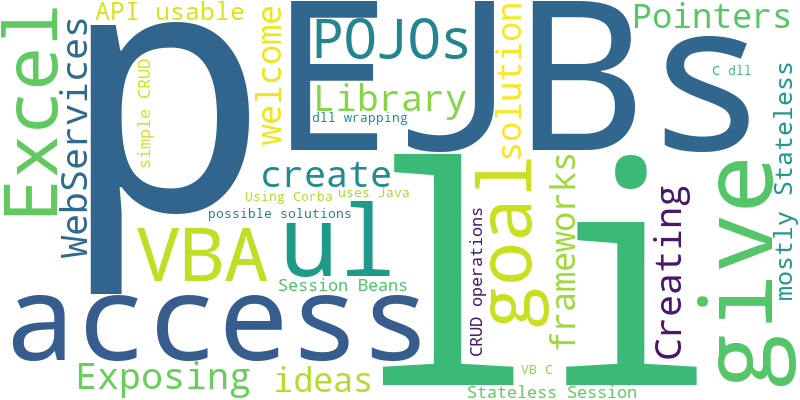 API usable
p
EJBs
POJOs
welcome
Excel
WebServices
simple CRUD
Library
dll wrapping
solution
Pointers
C dll
mostly Stateless
create
Using Corba
uses Java
possible solutions
li
ul
VBA
goal
frameworks
Creating
give
CRUD operations
Session Beans
access
Exposing
ideas
VB C
Stateless Session